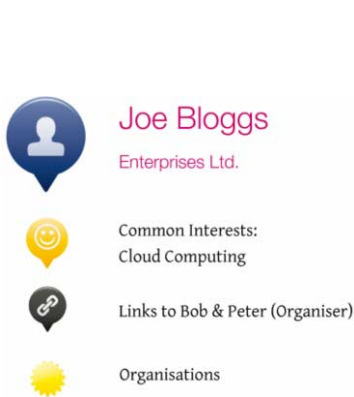 Joe Bloggs
Enterprises Ltd.
Common Interests:
Cloud Computing
Links to Bob & Peter (Organiser)
Organisations